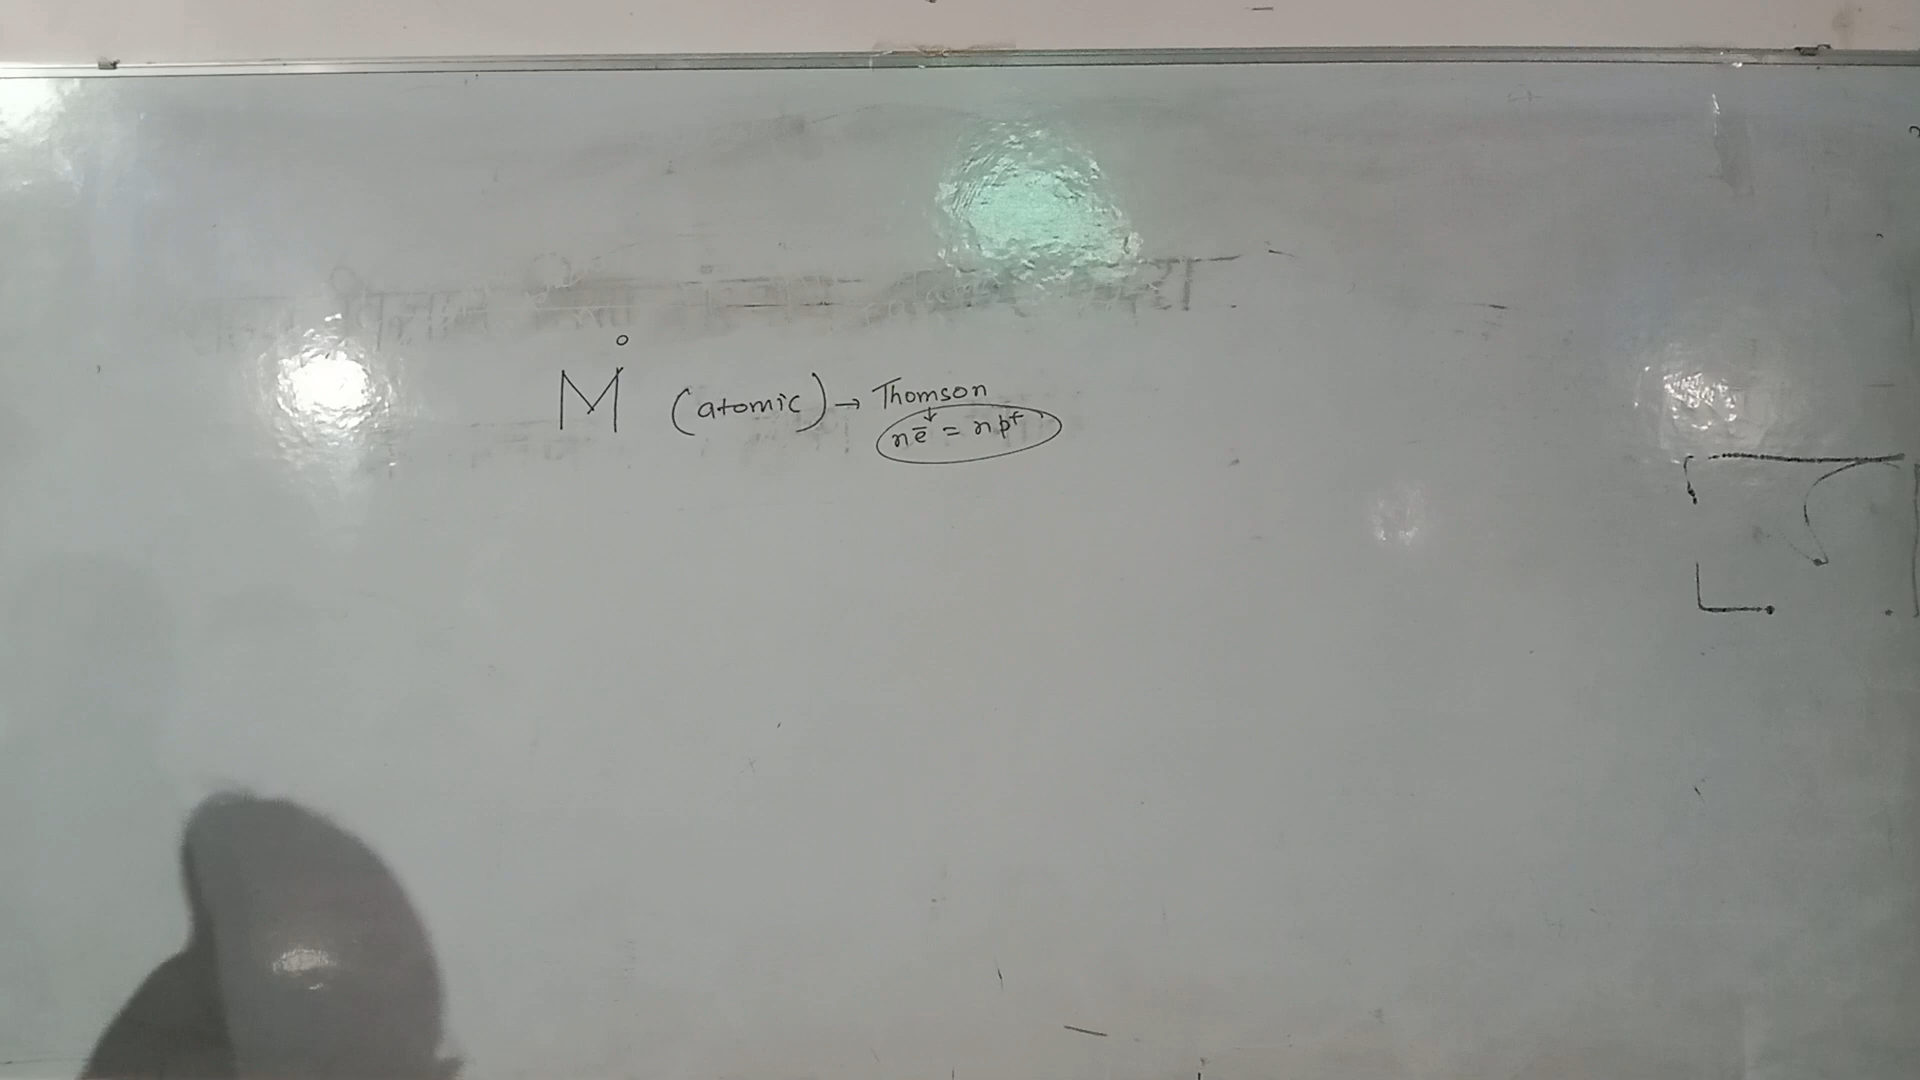 M° (atomic) → Thomson
↓
ne⁻ = np⁺